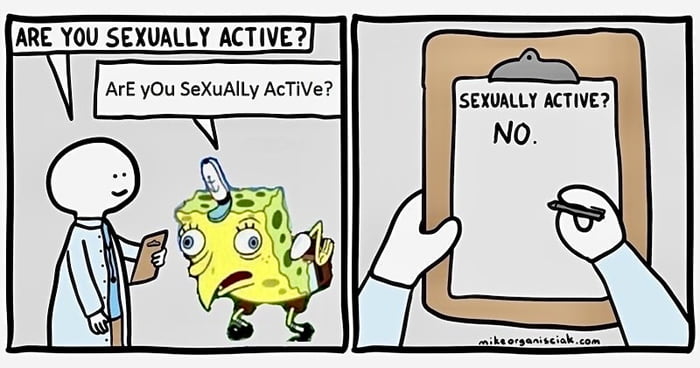 ARE YOU SEXUALLY ACTIVE?
ArE yOu SeXuAlLy AcTiVe?
SEXUALLY ACTIVE?
NO.
mikeorganisciak.com